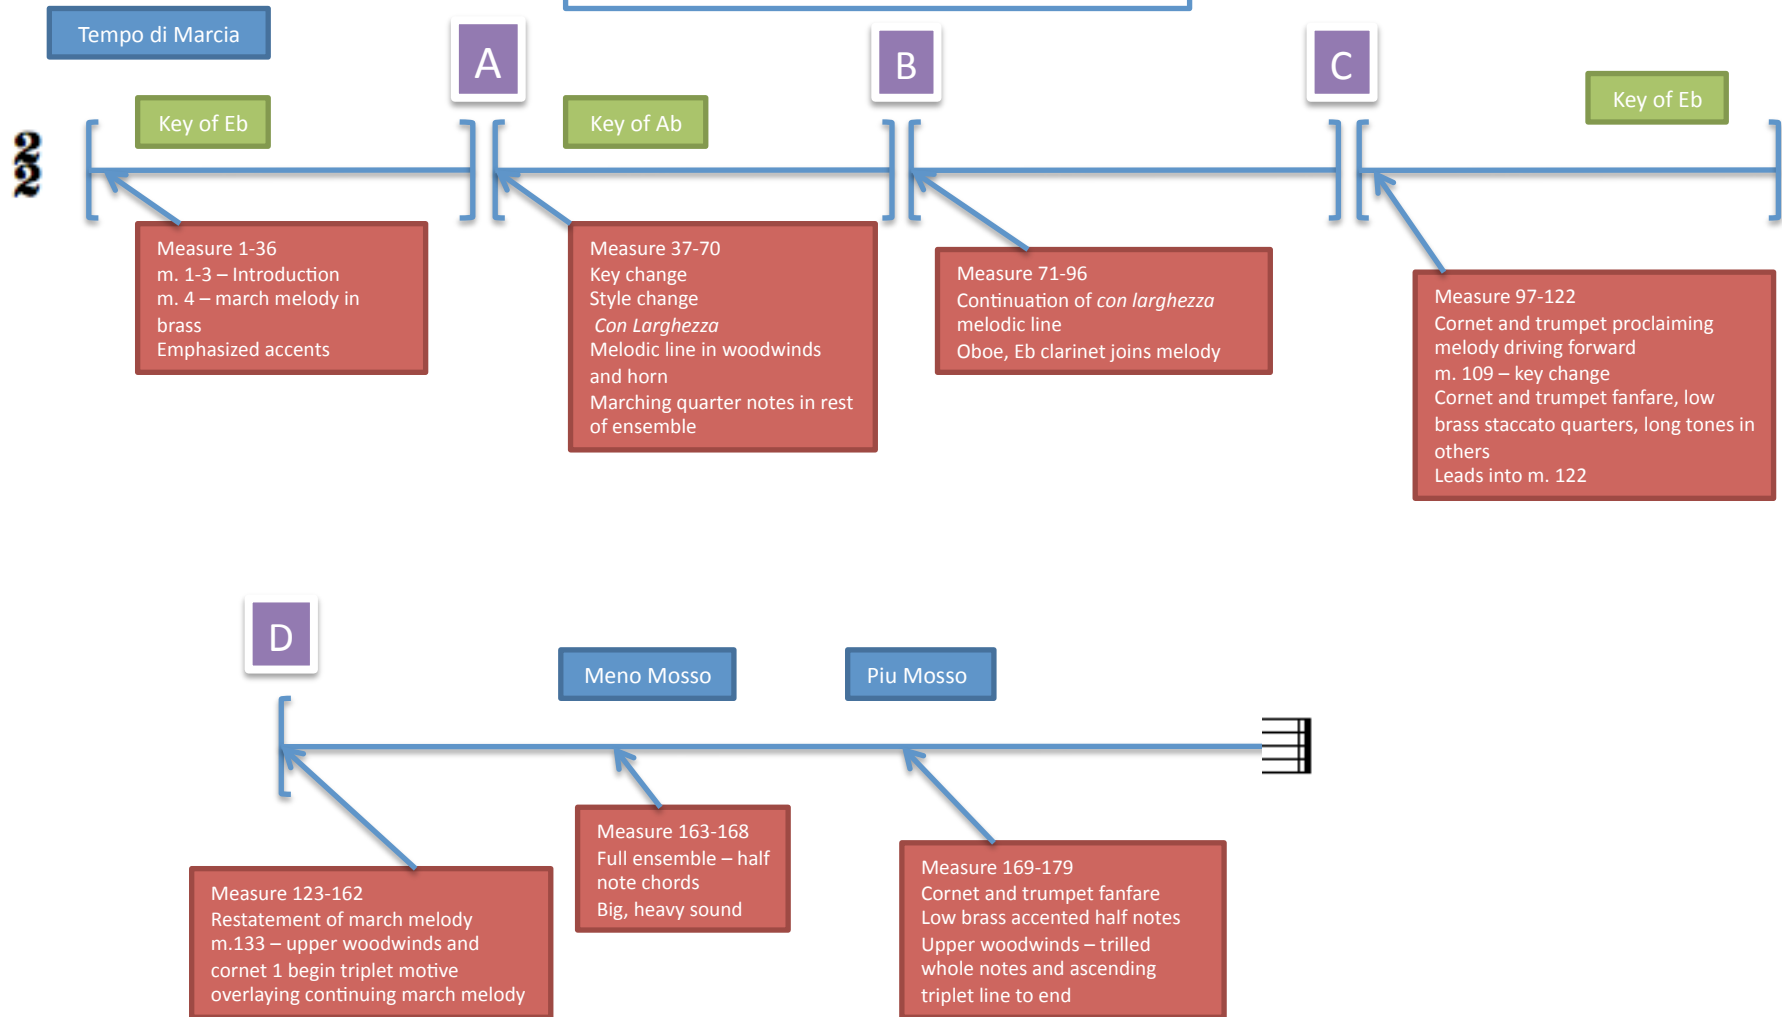 Tempo di Marcia
A
B
C
Key of Eb
Key of Ab
Key of Eb
2
2
Measure 1-36
m. 1-3 – Introduction
m. 4 – march melody in
brass
Emphasized accents
Measure 37-70
Key change
Style change
Con Larghezza
Melodic line in woodwinds
and horn
Marching quarter notes in rest
of ensemble
Measure 71-96
Continuation of con larghezza
melodic line
Oboe, Eb clarinet joins melody
Measure 97-122
Cornet and trumpet proclaiming
melody driving forward
m. 109 – key change
Cornet and trumpet fanfare, low
brass staccato quarters, long tones in
others
Leads into m. 122
D
Meno Mosso
Piu Mosso
Measure 123-162
Restatement of march melody
m.133 – upper woodwinds and
cornet 1 begin triplet motive
overlaying continuing march melody
Measure 163-168
Full ensemble – half
note chords
Big, heavy sound
Measure 169-179
Cornet and trumpet fanfare
Low brass accented half notes
Upper woodwinds – trilled
whole notes and ascending
triplet line to end